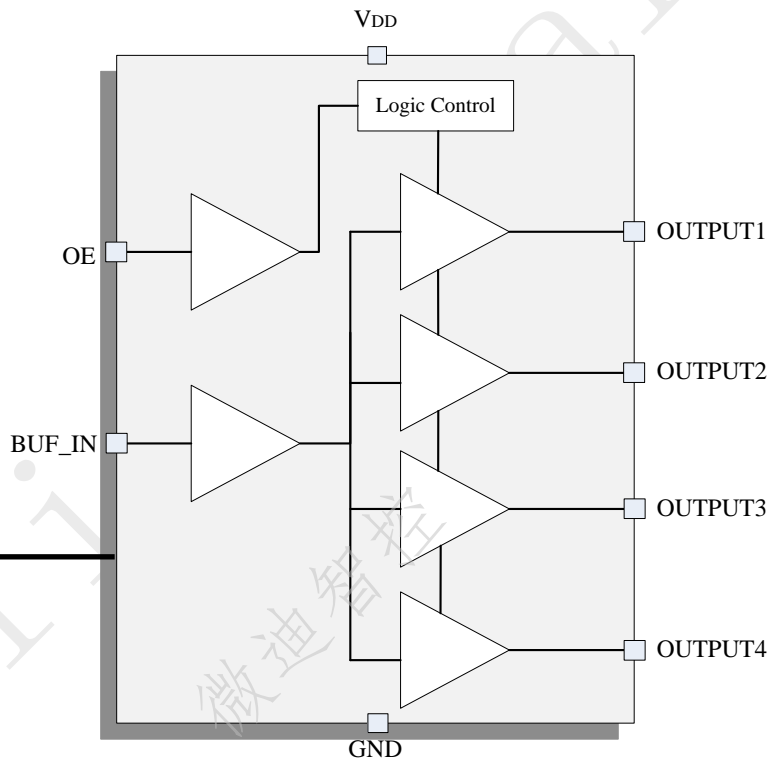 VDD
Logic Control
OE
OUTPUT1
OUTPUT2
BUF_IN
OUTPUT3
OUTPUT4
GND
微迪智控